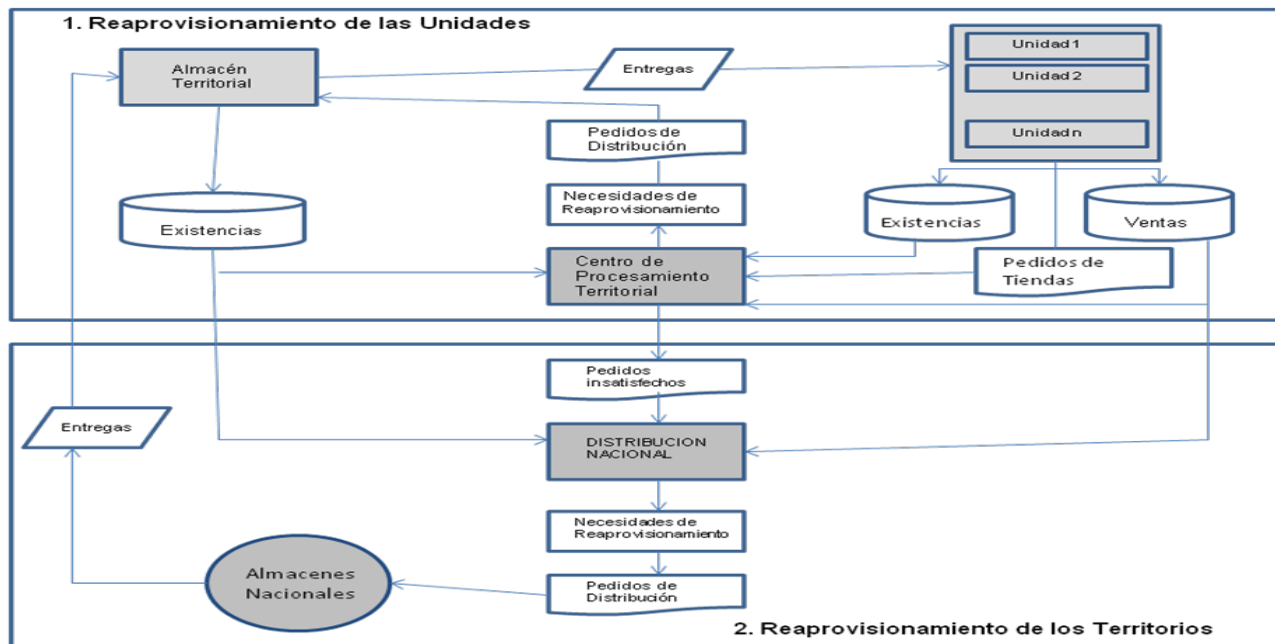 1. Reaprovisionamiento de las Unidades
Almacén
Territorial
Entregas
Unidad 1
Unidad 2
Unidad n
Pedidos de
Distribución
Necesidades de
Reaprovisionamiento
Existencias
Existencias
Ventas
Centro de
Procesamiento
Territorial
Pedidos de
Tiendas
Pedidos
insatisfechos
Entregas
DISTRIBUCION
NACIONAL
Necesidades de
Reaprovisionamiento
Almacenes
Nacionales
Pedidos de
Distribución
2. Reaprovisionamiento de los Territorios